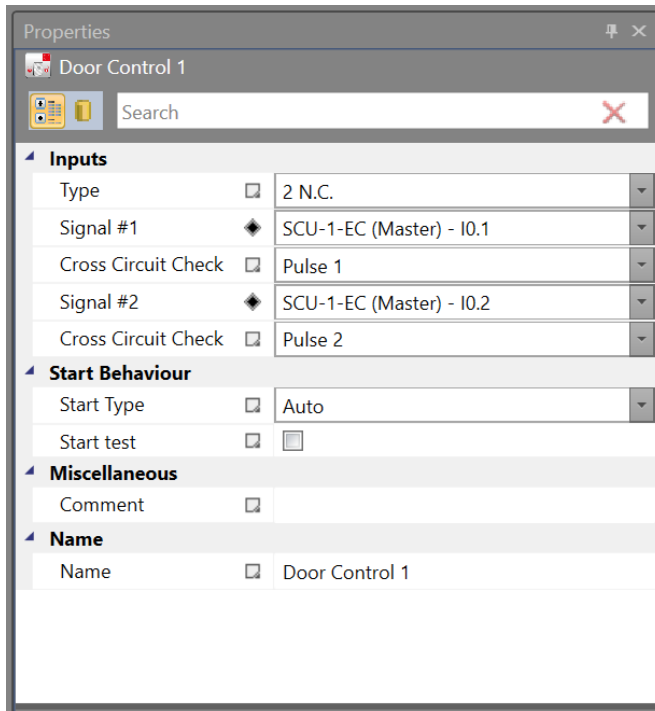 Properties
Door Control 1
Search
Inputs
Type 2 N.C.
Signal #1 SCU-1-EC (Master) - I0.1
Cross Circuit Check Pulse 1
Signal #2 SCU-1-EC (Master) - I0.2
Cross Circuit Check Pulse 2
Start Behaviour
Start Type Auto
Start test
Miscellaneous
Comment
Name
Name Door Control 1